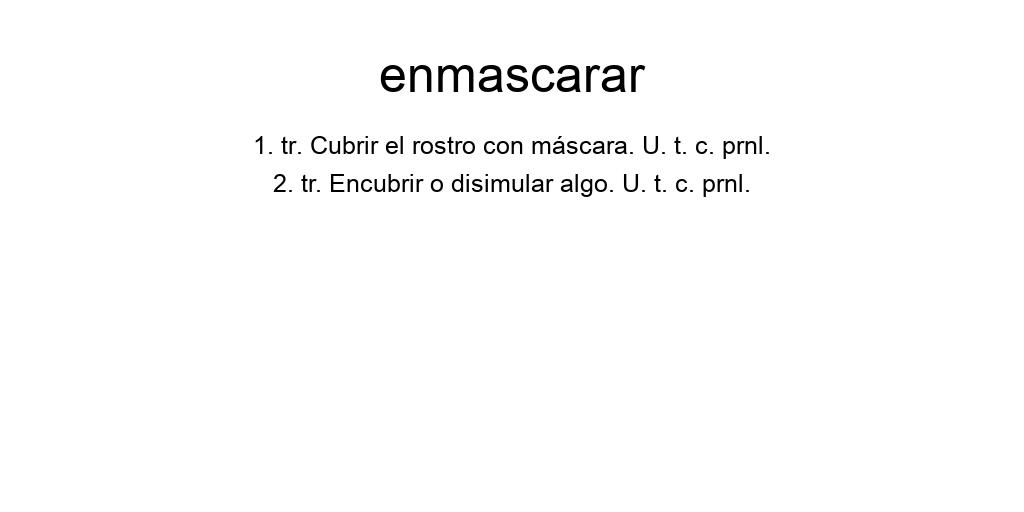 enmascarar
1. tr. Cubrir el rostro con máscara. U. t. c. prnl.
2. tr. Encubrir o disimular algo. U. t. c. prnl.